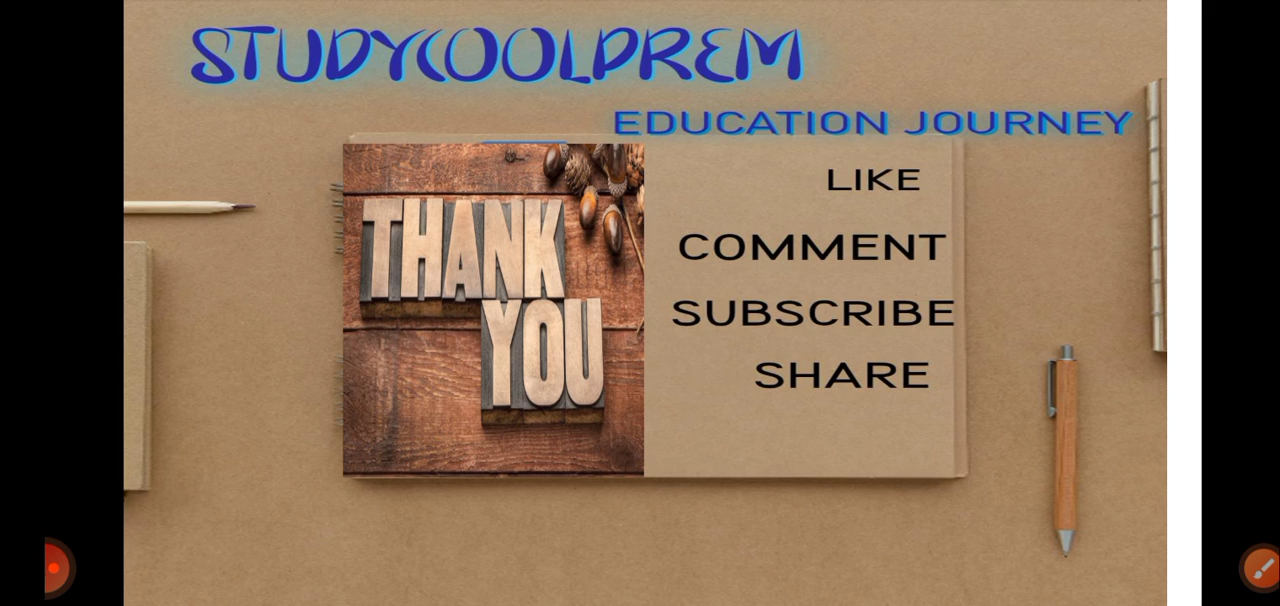 STUDYCOOLPREM
EDUCATION JOURNEY
THANK
YOU
LIKE
COMMENT
SUBSCRIBE
SHARE